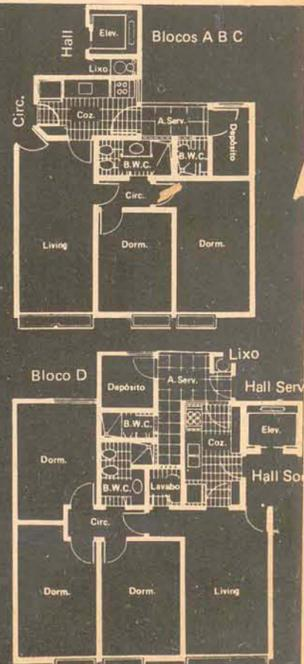 Hall
Elev.
Blocos A B C
Lixo
Circ.
Coz.
A.Serv.
Depósito
B.W.C.
B.W.C.
Circ.
Living
Dorm.
Dorm.
Bloco D
Lixo
Depósito
A.Serv.
Hall Serv
B.W.C.
Coz.
Elev.
Dorm.
B.W.C.
Lavabo
Hall Soc
Circ.
Dorm.
Dorm.
Living